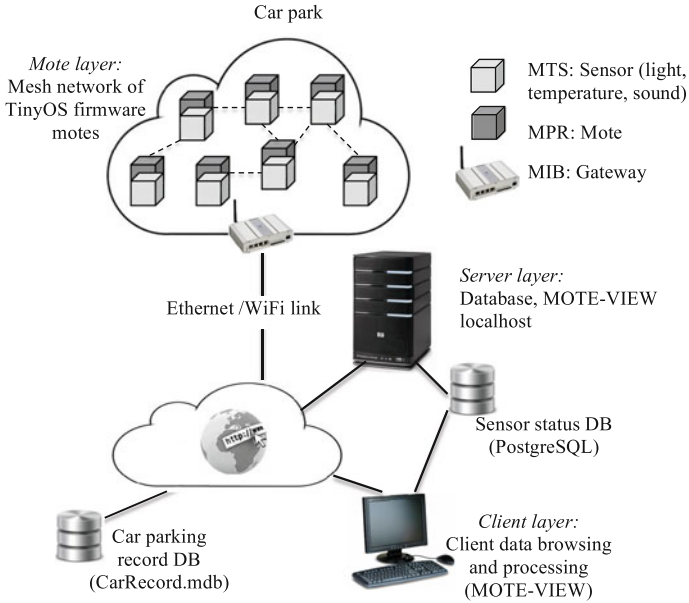 Car park
Mote layer:
Mesh network of
TinyOS firmware
motes
MTS: Sensor (light,
temperature, sound)
MPR: Mote
MIB: Gateway
Ethernet /WiFi link
Server layer:
Database, MOTE-VIEW
localhost
http://www
Sensor status DB
(PostgreSQL)
Car parking
record DB
(CarRecord.mdb)
Client layer:
Client data browsing
and processing
(MOTE-VIEW)